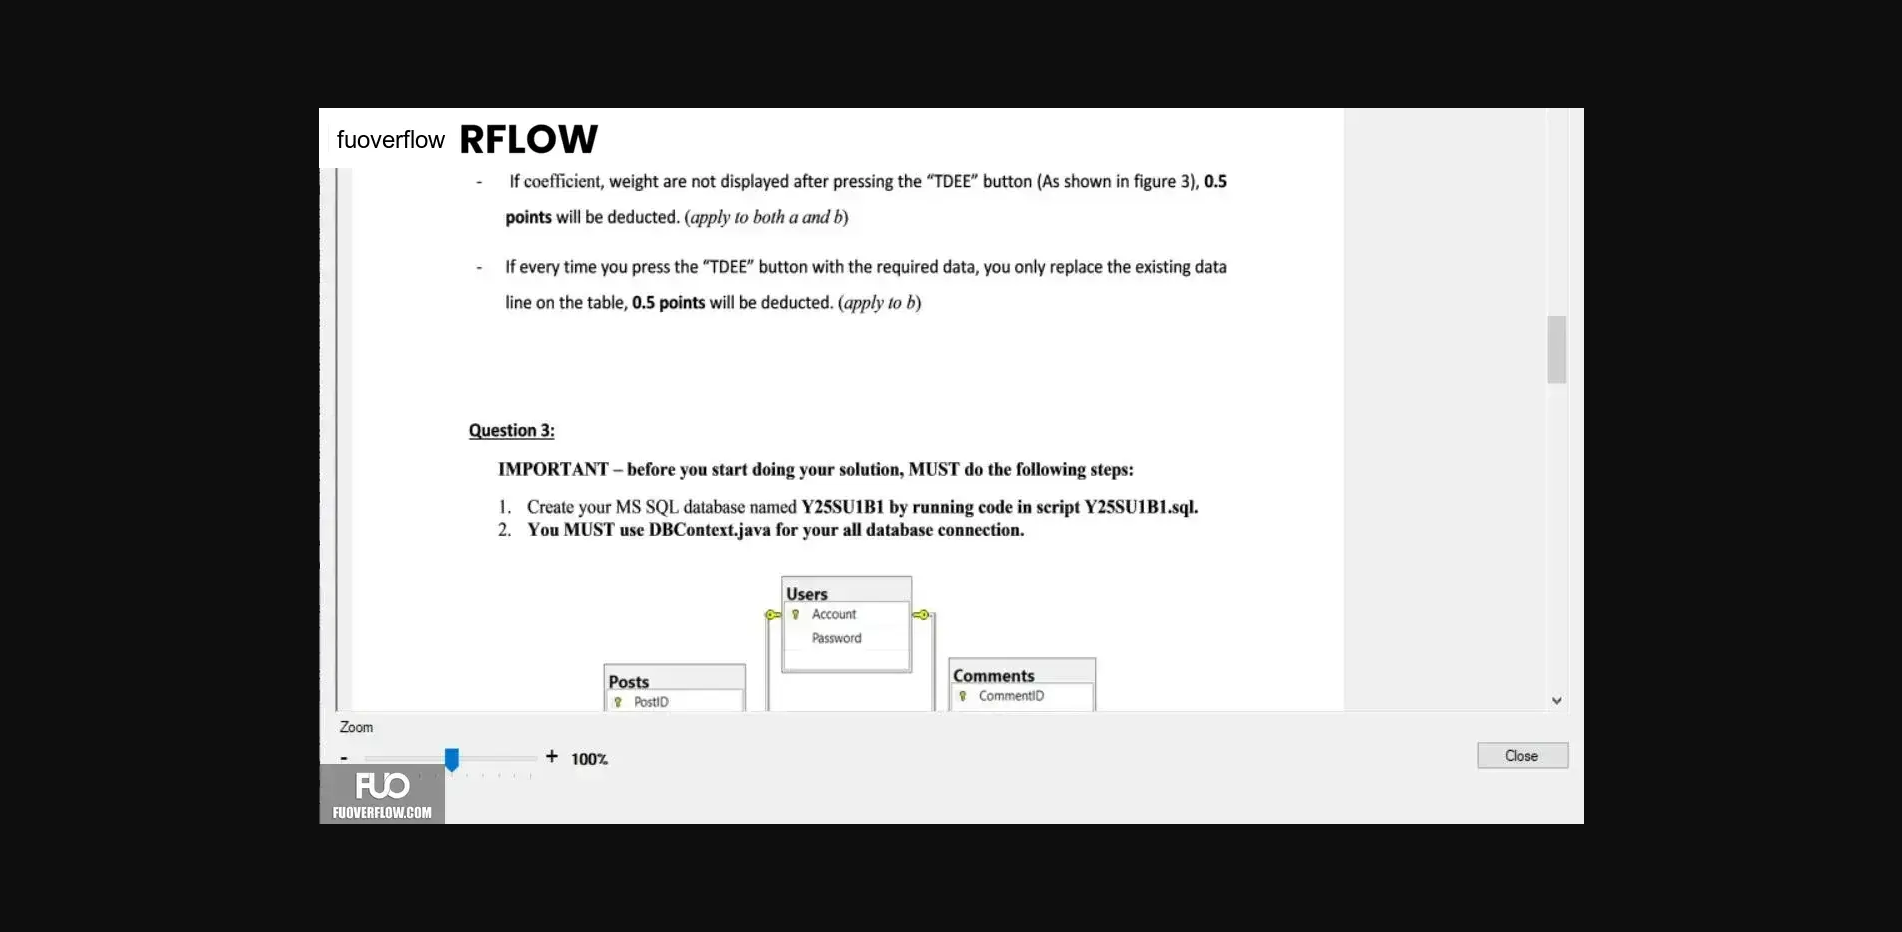 fuoverflow RFLOW
- If coefficient, weight are not displayed after pressing the “TDEE” button (As shown in figure 3), 0.5
points will be deducted. (apply to both a and b)
- If every time you press the “TDEE” button with the required data, you only replace the existing data
line on the table, 0.5 points will be deducted. (apply to b)
Question 3:
IMPORTANT – before you start doing your solution, MUST do the following steps:
1. Create your MS SQL database named Y25SU1B1 by running code in script Y25SU1B1.sql.
2. You MUST use DBContext.java for your all database connection.
Users
Account
Password
Posts
PostID
Comments
CommentID
Zoom
- + 100%
Close
FUO
FUOVERFLOW.COM